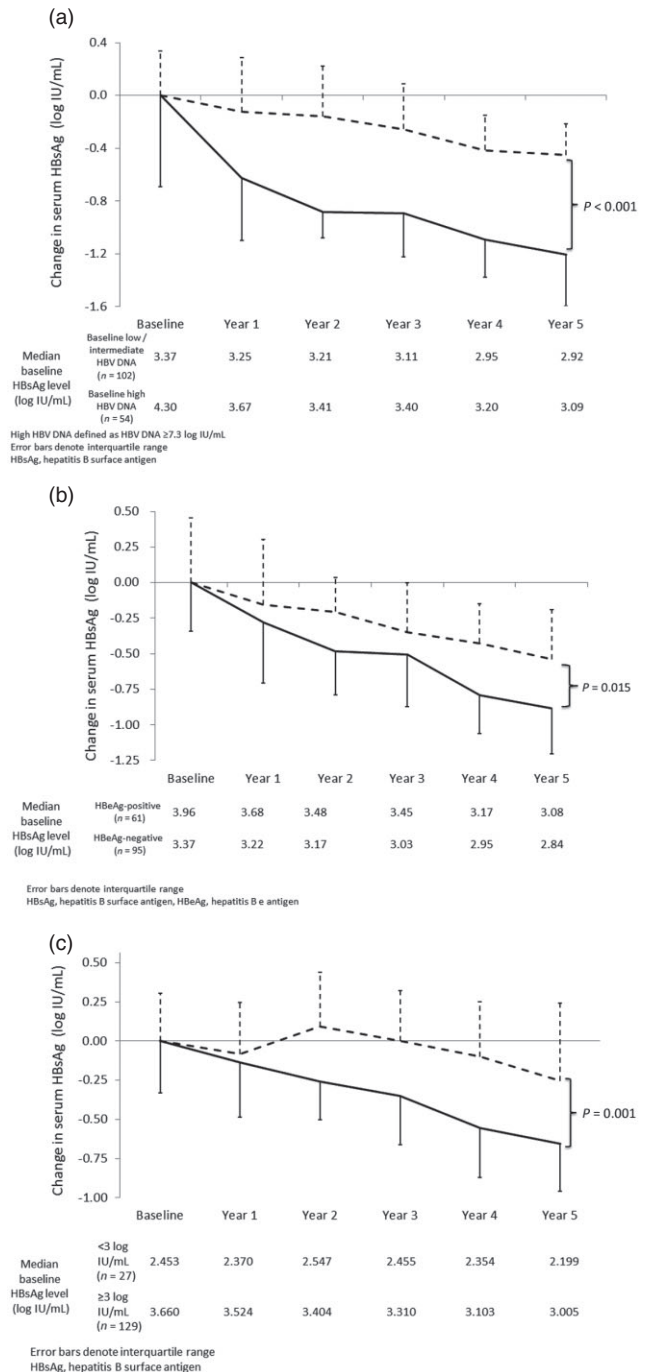 (a)
Change in serum HBsAg (log IU/mL)
0.4
0.0
-0.4
-0.8
-1.2
-1.6
P < 0.001
Baseline Year 1 Year 2 Year 3 Year 4 Year 5
Median baseline HBsAg level (log IU/mL)
Baseline low / intermediate HBV DNA (n = 102) 3.37 3.25 3.21 3.11 2.95 2.92
Baseline high HBV DNA (n = 54) 4.30 3.67 3.41 3.40 3.20 3.09
High HBV DNA defined as HBV DNA ≥7.3 log IU/mL
Error bars denote interquartile range
HBsAg, hepatitis B surface antigen
(b)
Change in serum HBsAg (log IU/mL)
0.50
0.25
0.00
-0.25
-0.50
-0.75
-1.00
-1.25
P = 0.015
Baseline Year 1 Year 2 Year 3 Year 4 Year 5
Median baseline HBsAg level (log IU/mL)
HBeAg-positive (n = 61) 3.96 3.68 3.48 3.45 3.17 3.08
HBeAg-negative (n = 95) 3.37 3.22 3.17 3.03 2.95 2.84
Error bars denote interquartile range
HBsAg, hepatitis B surface antigen, HBeAg, hepatitis B e antigen
(c)
Change in serum HBsAg (log IU/mL)
0.50
0.25
0.00
-0.25
-0.50
-0.75
-1.00
P = 0.001
Baseline Year 1 Year 2 Year 3 Year 4 Year 5
Median baseline HBsAg level (log IU/mL)
<3 log IU/mL (n = 27) 2.453 2.370 2.547 2.455 2.354 2.199
≥3 log IU/mL (n = 129) 3.660 3.524 3.404 3.310 3.103 3.005
Error bars denote interquartile range
HBsAg, hepatitis B surface antigen